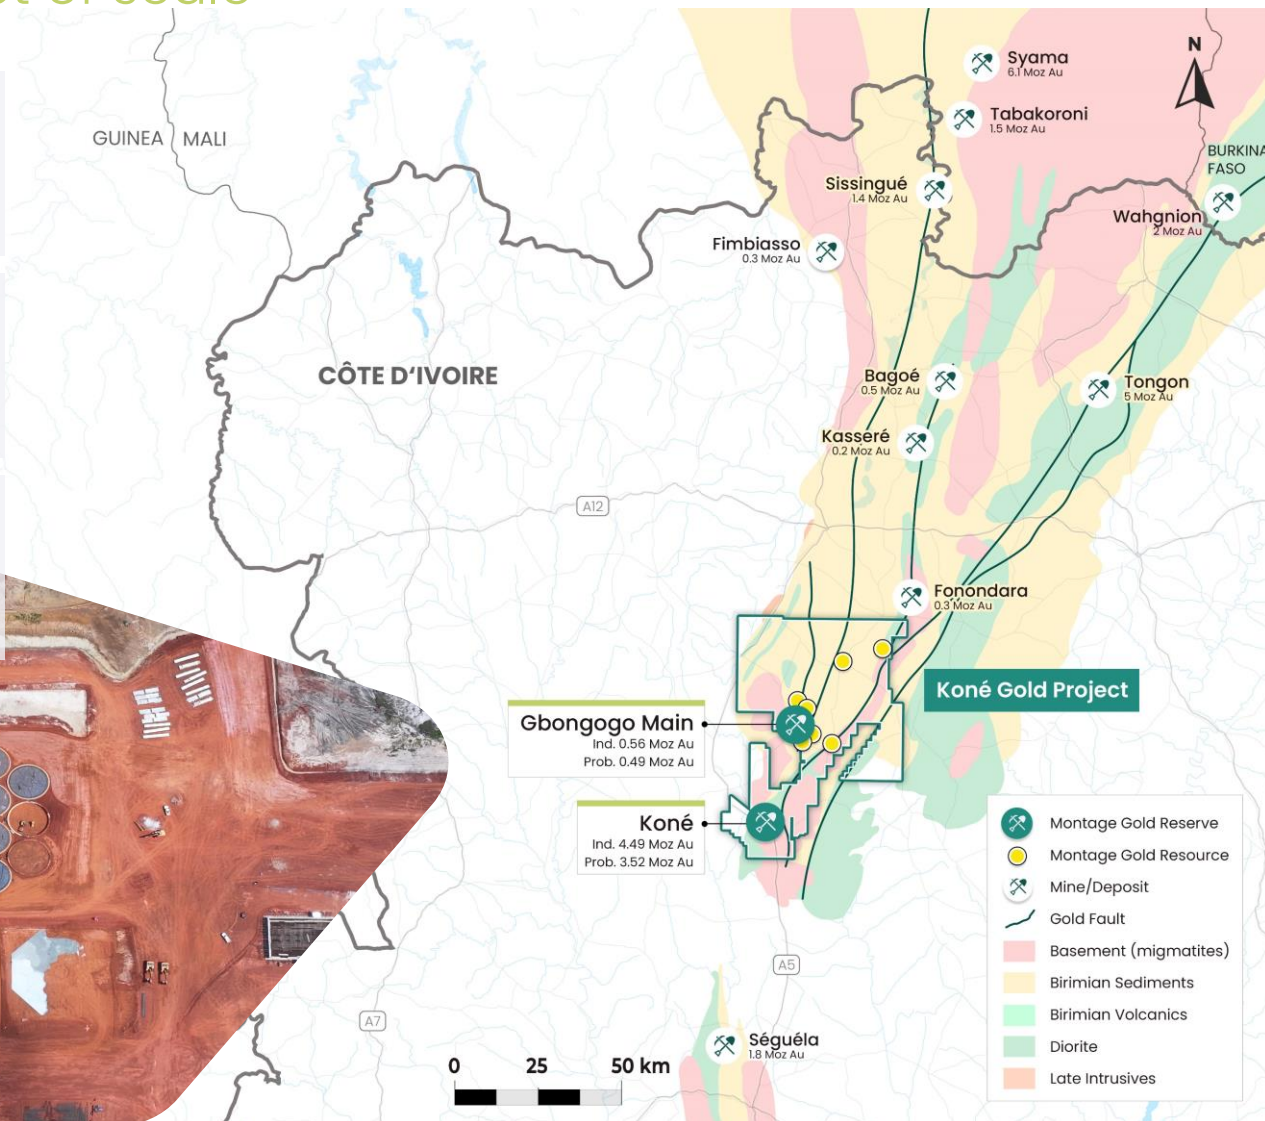 N
Syama
6.1 Moz Au
Tabakoroni
1.5 Moz Au
GUINEA
MALI
BURKINA
FASO
Sissingué
1.4 Moz Au
Wahgnion
2 Moz Au
Fimbiasso
0.3 Moz Au
CÔTE D'IVOIRE
Bagoé
0.5 Moz Au
Tongon
5 Moz Au
Kasseré
0.2 Moz Au
A12
Fonondara
0.3 Moz Au
Koné Gold Project
Gbongogo Main
Ind. 0.56 Moz Au
Prob. 0.49 Moz Au
Koné
Ind. 4.49 Moz Au
Prob. 3.52 Moz Au
Montage Gold Reserve
Montage Gold Resource
Mine/Deposit
Gold Fault
Basement (migmatites)
Birimian Sediments
Birimian Volcanics
Diorite
Late Intrusives
A5
A7
Séguéla
1.8 Moz Au
0 25 50 km